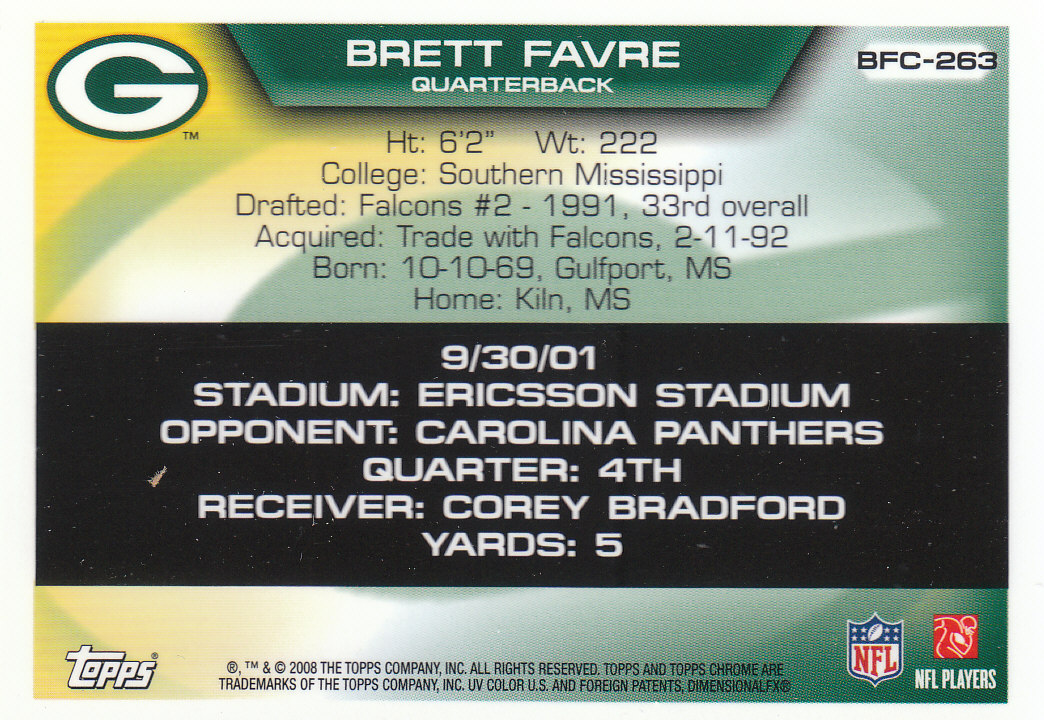 G
TM
BRETT FAVRE
QUARTERBACK
BFC-263
Ht: 6'2" Wt: 222
College: Southern Mississippi
Drafted: Falcons #2 - 1991, 33rd overall
Acquired: Trade with Falcons, 2-11-92
Born: 10-10-69, Gulfport, MS
Home: Kiln, MS
9/30/01
STADIUM: ERICSSON STADIUM
OPPONENT: CAROLINA PANTHERS
QUARTER: 4TH
RECEIVER: COREY BRADFORD
YARDS: 5
topps®
®, ™ & © 2008 THE TOPPS COMPANY, INC. ALL RIGHTS RESERVED. TOPPS AND TOPPS CHROME ARE
TRADEMARKS OF THE TOPPS COMPANY, INC. UV COLOR U.S. AND FOREIGN PATENTS, DIMENSIONALFX®
NFL
NFL PLAYERS